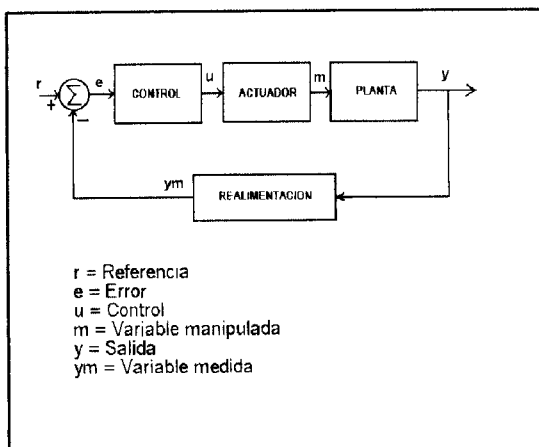 r
+
Σ
−
e
CONTROL
u
ACTUADOR
m
PLANTA
y
ym
REALIMENTACION
r = Referencia
e = Error
u = Control
m = Variable manipulada
y = Salida
ym = Variable medida